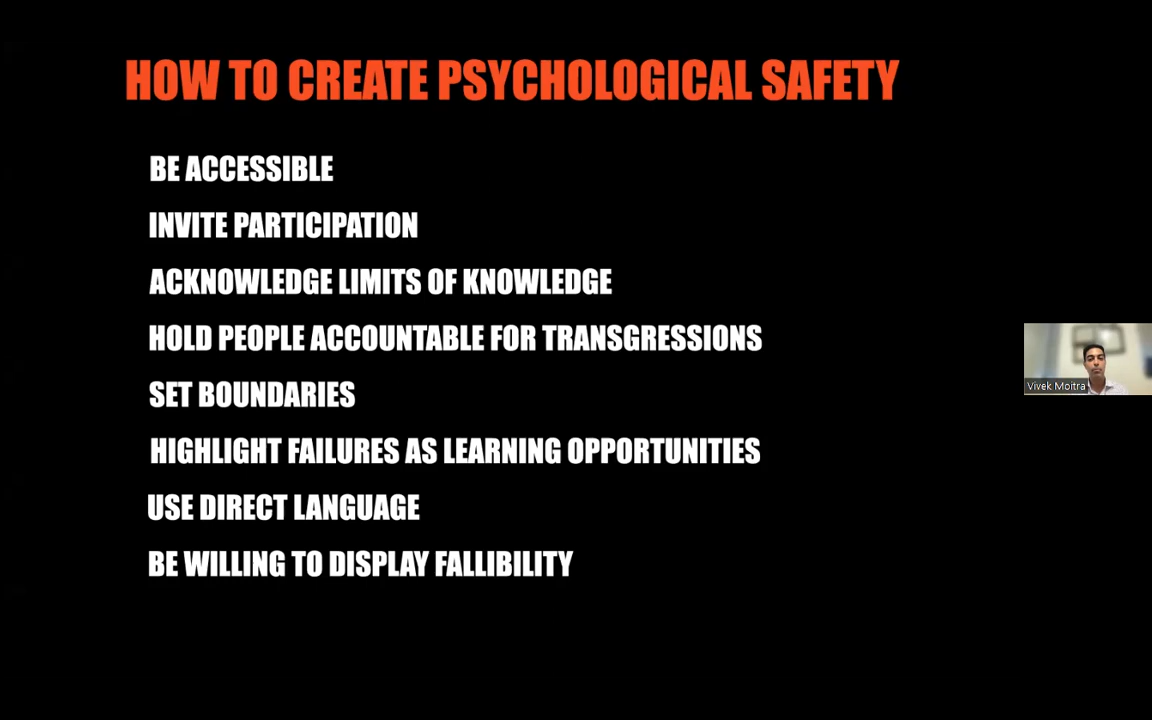 HOW TO CREATE PSYCHOLOGICAL SAFETY
BE ACCESSIBLE
INVITE PARTICIPATION
ACKNOWLEDGE LIMITS OF KNOWLEDGE
HOLD PEOPLE ACCOUNTABLE FOR TRANSGRESSIONS
Vivek Moitra
SET BOUNDARIES
HIGHLIGHT FAILURES AS LEARNING OPPORTUNITIES
USE DIRECT LANGUAGE
BE WILLING TO DISPLAY FALLIBILITY